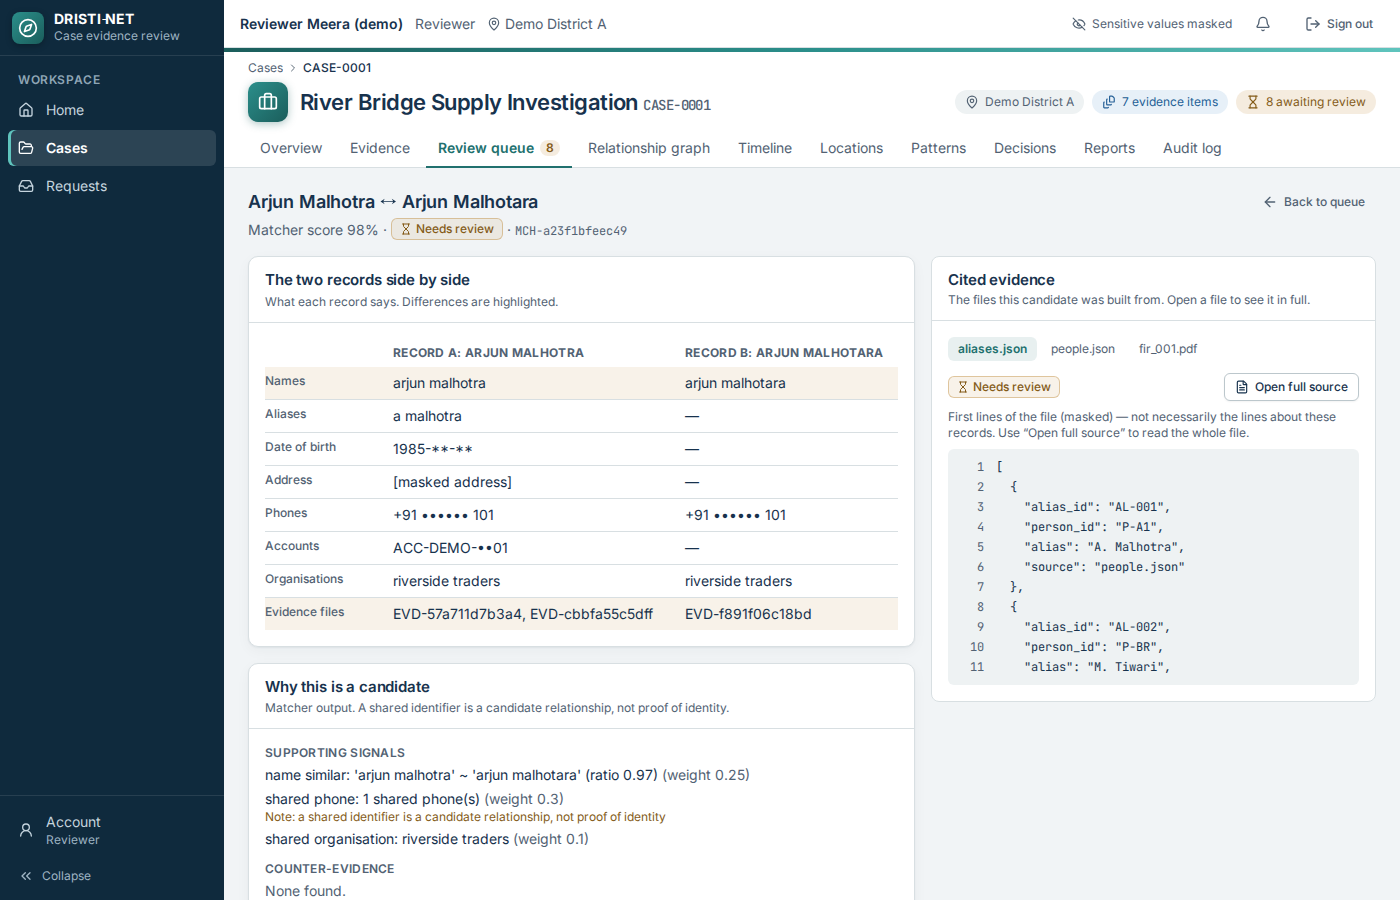 DRISTI-NET
Case evidence review
WORKSPACE
Home
Cases
Requests
Account
Reviewer
Collapse
Reviewer Meera (demo) Reviewer Demo District A
Sensitive values masked Sign out
Cases > CASE-0001
River Bridge Supply Investigation CASE-0001
Demo District A 7 evidence items 8 awaiting review
Overview Evidence Review queue 8 Relationship graph Timeline Locations Patterns Decisions Reports Audit log
Arjun Malhotra ↔ Arjun Malhotara
Back to queue
Matcher score 98% · Needs review · MCH-a23f1bfeec49
The two records side by side
What each record says. Differences are highlighted.
RECORD A: ARJUN MALHOTRA RECORD B: ARJUN MALHOTARA
Names arjun malhotra arjun malhotara
Aliases a malhotra —
Date of birth 1985-**-** —
Address [masked address] —
Phones +91 •••••• 101 +91 •••••• 101
Accounts ACC-DEMO-••01 —
Organisations riverside traders riverside traders
Evidence files EVD-57a711d7b3a4, EVD-cbbfa55c5dff EVD-f891f06c18bd
Why this is a candidate
Matcher output. A shared identifier is a candidate relationship, not proof of identity.
SUPPORTING SIGNALS
name similar: 'arjun malhotra' ~ 'arjun malhotara' (ratio 0.97) (weight 0.25)
shared phone: 1 shared phone(s) (weight 0.3)
Note: a shared identifier is a candidate relationship, not proof of identity
shared organisation: riverside traders (weight 0.1)
COUNTER-EVIDENCE
None found.
Cited evidence
The files this candidate was built from. Open a file to see it in full.
aliases.json people.json fir_001.pdf
Needs review Open full source
First lines of the file (masked) — not necessarily the lines about these
records. Use “Open full source” to read the whole file.
1 [
2 {
3 "alias_id": "AL-001",
4 "person_id": "P-A1",
5 "alias": "A. Malhotra",
6 "source": "people.json"
7 },
8 {
9 "alias_id": "AL-002",
10 "person_id": "P-BR",
11 "alias": "M. Tiwari",